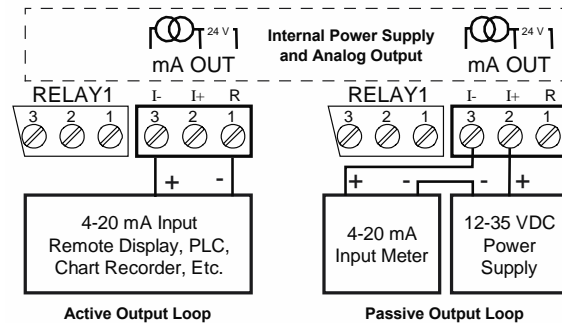 24 V
mA OUT
Internal Power Supply
and Analog Output
24 V
mA OUT
RELAY1
I- I+ R
3 2 1
3 2 1
+ -
4-20 mA Input
Remote Display, PLC,
Chart Recorder, Etc.
Active Output Loop
RELAY1
I- I+ R
3 2 1
3 2 1
+ - - +
4-20 mA
Input Meter
12-35 VDC
Power
Supply
Passive Output Loop